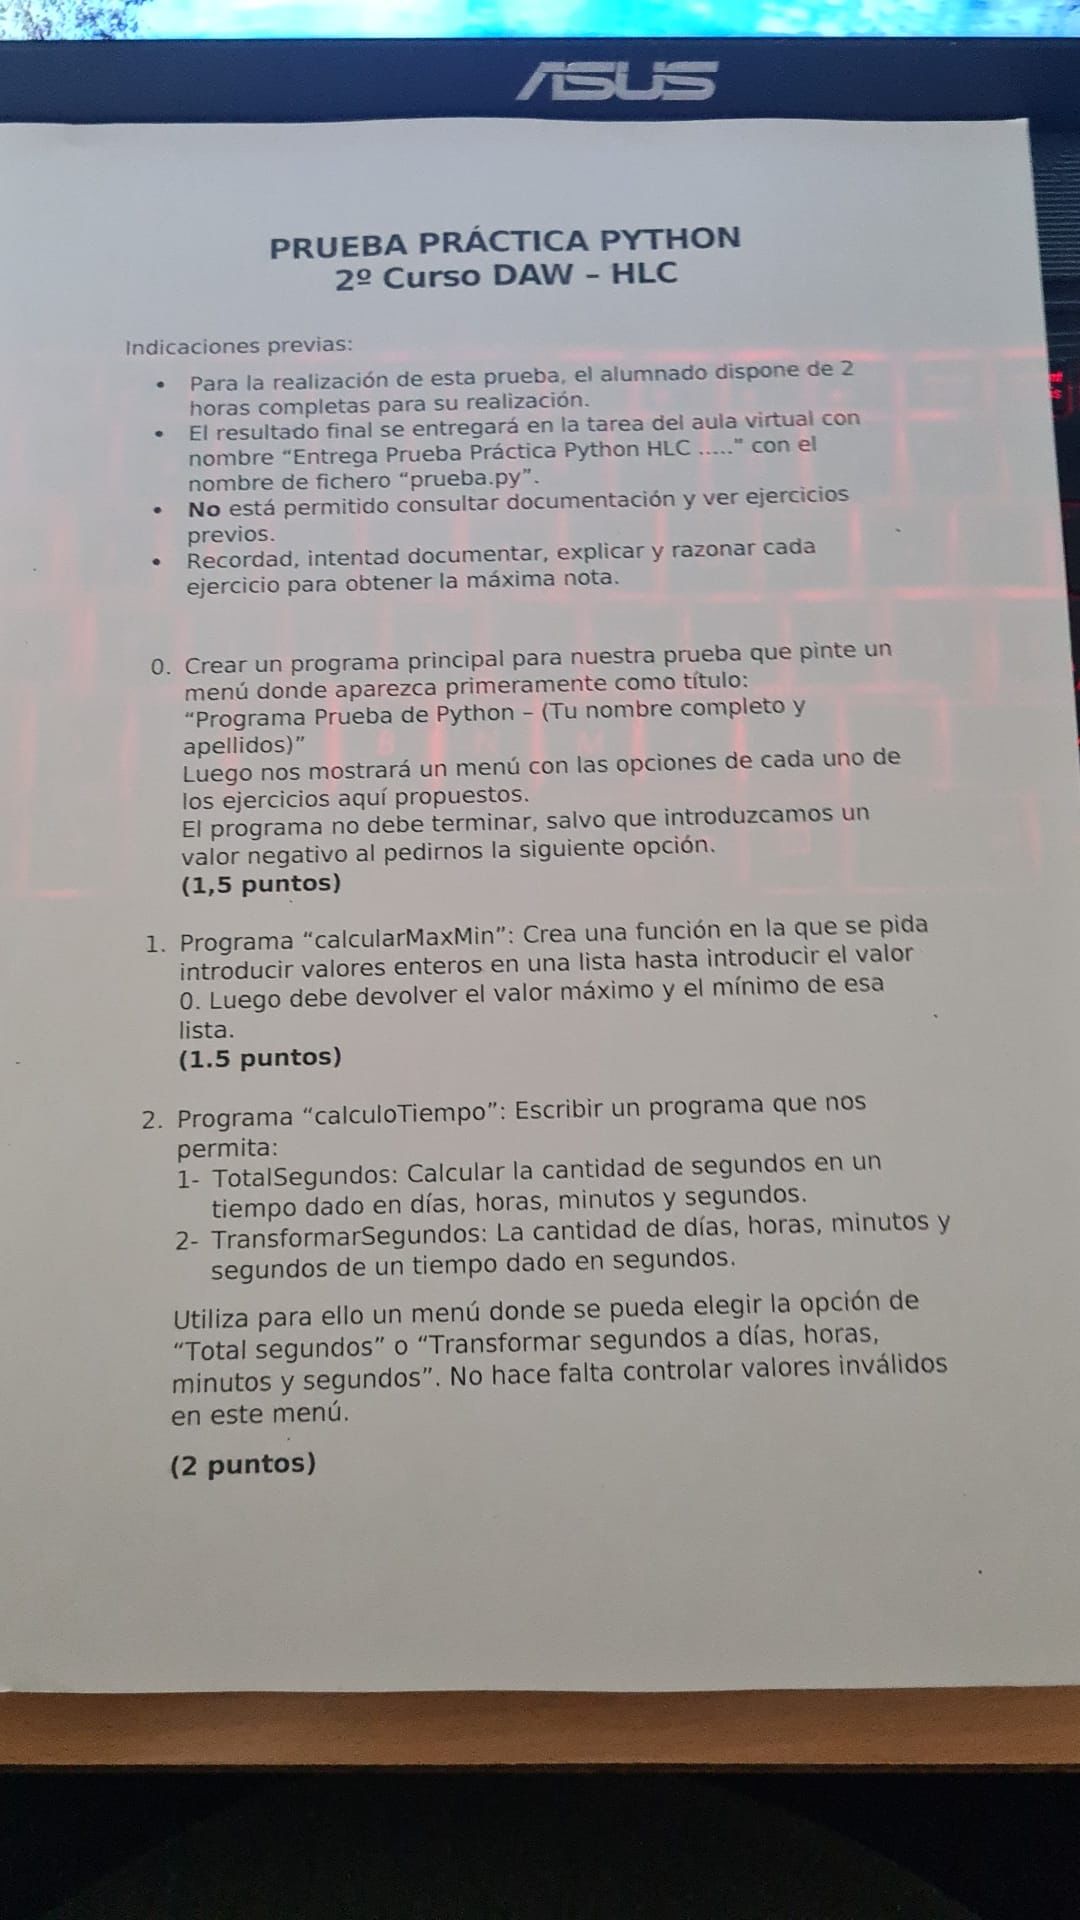 ASUS
PRUEBA PRÁCTICA PYTHON
2º Curso DAW – HLC
Indicaciones previas:
• Para la realización de esta prueba, el alumnado dispone de 2
horas completas para su realización.
• El resultado final se entregará en la tarea del aula virtual con
nombre “Entrega Prueba Práctica Python HLC .....” con el
nombre de fichero “prueba.py”.
• No está permitido consultar documentación y ver ejercicios
previos.
• Recordad, intentad documentar, explicar y razonar cada
ejercicio para obtener la máxima nota.
0. Crear un programa principal para nuestra prueba que pinte un
menú donde aparezca primeramente como título:
“Programa Prueba de Python – (Tu nombre completo y
apellidos)”
Luego nos mostrará un menú con las opciones de cada uno de
los ejercicios aquí propuestos.
El programa no debe terminar, salvo que introduzcamos un
valor negativo al pedirnos la siguiente opción.
(1,5 puntos)
1. Programa “calcularMaxMin”: Crea una función en la que se pida
introducir valores enteros en una lista hasta introducir el valor
0. Luego debe devolver el valor máximo y el mínimo de esa
lista.
(1.5 puntos)
2. Programa “calculoTiempo”: Escribir un programa que nos
permita:
1- TotalSegundos: Calcular la cantidad de segundos en un
tiempo dado en días, horas, minutos y segundos.
2- TransformarSegundos: La cantidad de días, horas, minutos y
segundos de un tiempo dado en segundos.
Utiliza para ello un menú donde se pueda elegir la opción de
“Total segundos” o “Transformar segundos a días, horas,
minutos y segundos”. No hace falta controlar valores inválidos
en este menú.
(2 puntos)